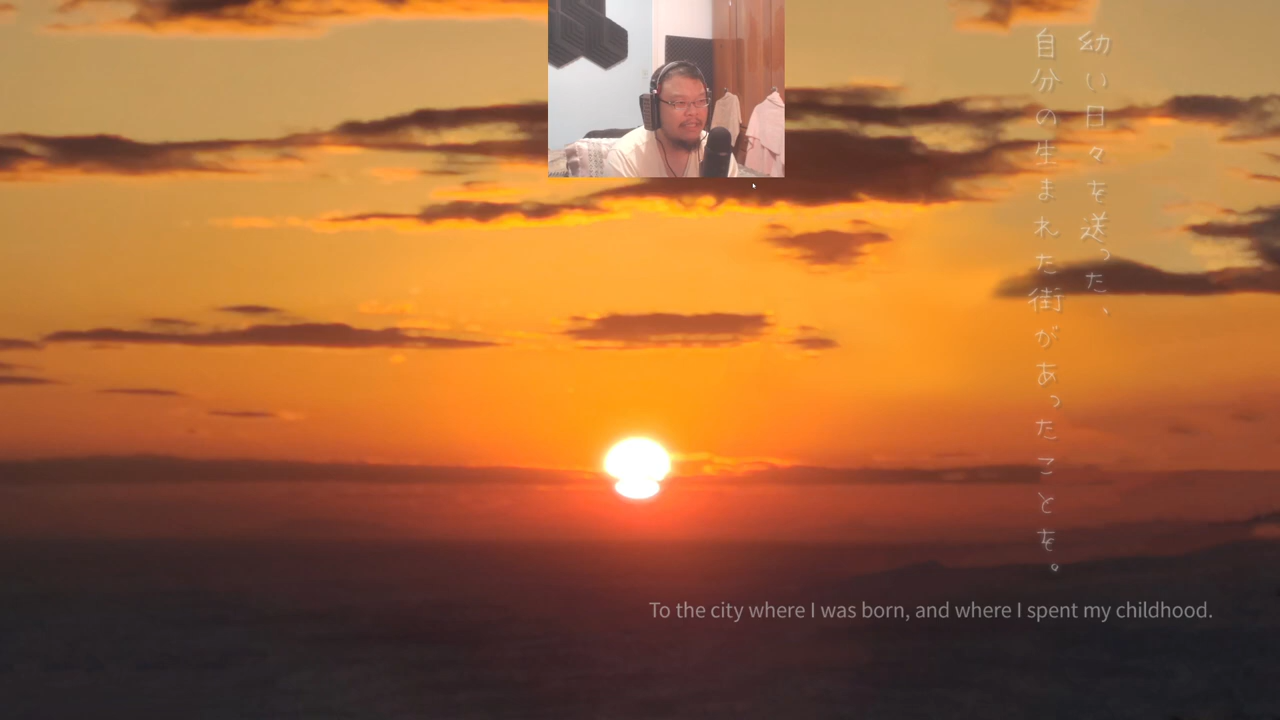 幼い日々を送った、
自分の生まれた街があったことを。
To the city where I was born, and where I spent my childhood.